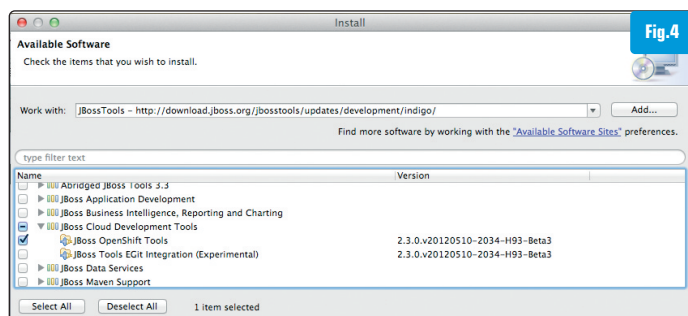 Install
Fig.4
Available Software
Check the items that you wish to install.
Work with: JBossTools - http://download.jboss.org/jbosstools/updates/development/indigo/ Add...
Find more software by working with the "Available Software Sites" preferences.
type filter text
Name Version
Abridged JBoss Tools 3.3
JBoss Application Development
JBoss Business Intelligence, Reporting and Charting
JBoss Cloud Development Tools
JBoss OpenShift Tools 2.3.0.v20120510-2034-H93-Beta3
JBoss Tools EGit Integration (Experimental) 2.3.0.v20120510-2034-H93-Beta3
JBoss Data Services
JBoss Maven Support
Select All Deselect All 1 item selected